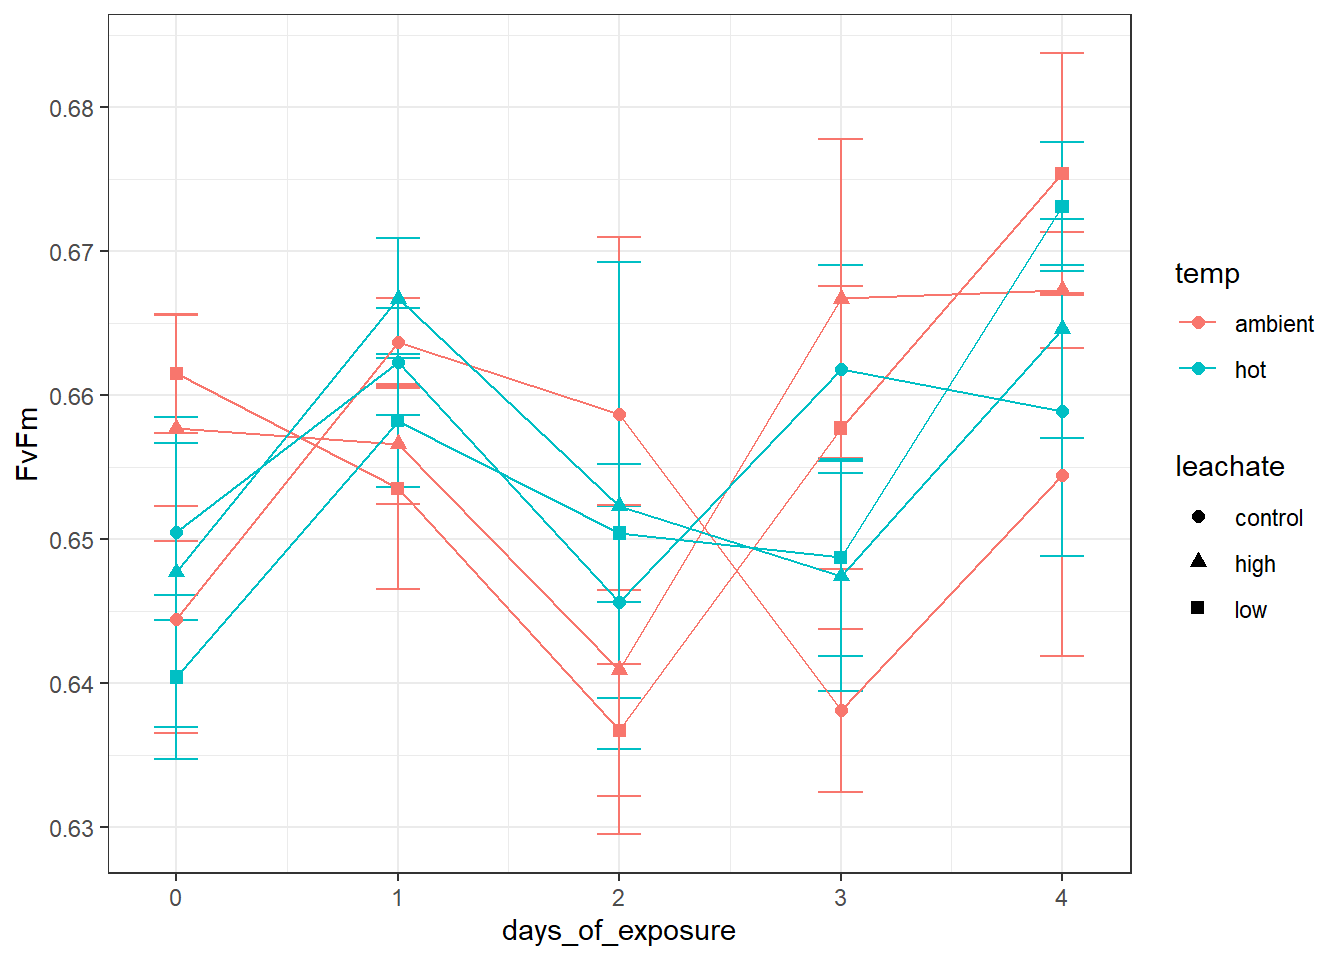 FvFm
0.68
0.67
0.66
0.65
0.64
0.63
0 1 2 3 4
days_of_exposure
temp
ambient
hot
leachate
control
high
low